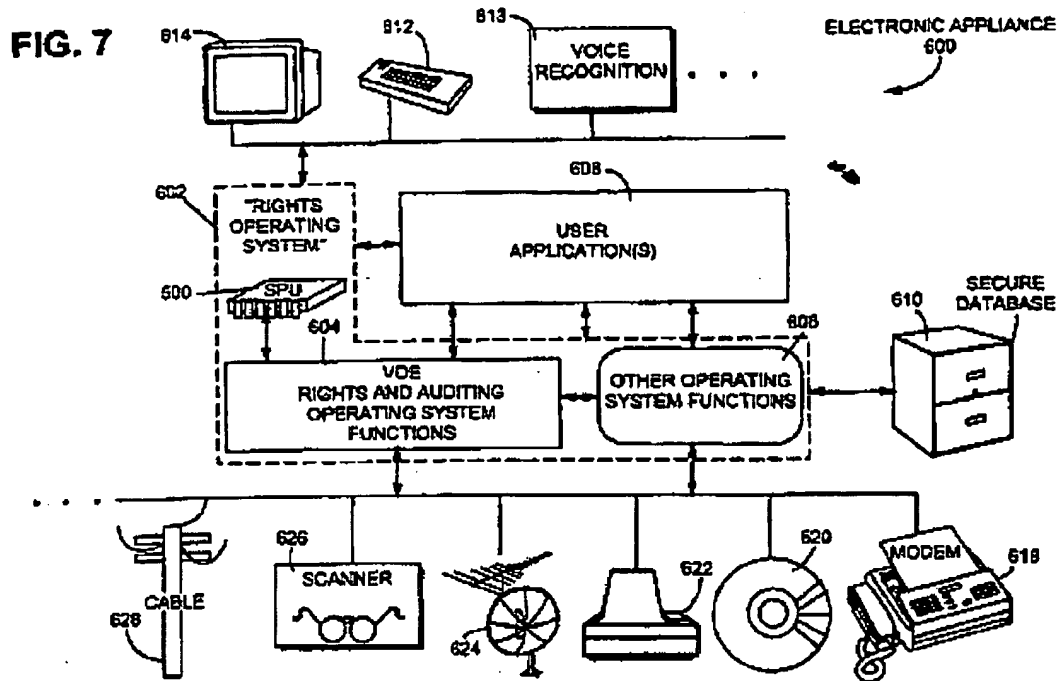 FIG. 7
614
612
613
VOICE
RECOGNITION
. . . .
ELECTRONIC APPLIANCE
600
602
"RIGHTS
OPERATING
SYSTEM"
608
USER
APPLICATION(S)
500
SPU
604
VDE
RIGHTS AND AUDITING
OPERATING SYSTEM
FUNCTIONS
606
OTHER OPERATING
SYSTEM FUNCTIONS
610
SECURE
DATABASE
. . . .
CABLE
628
626
SCANNER
624
622
620
MODEM
618